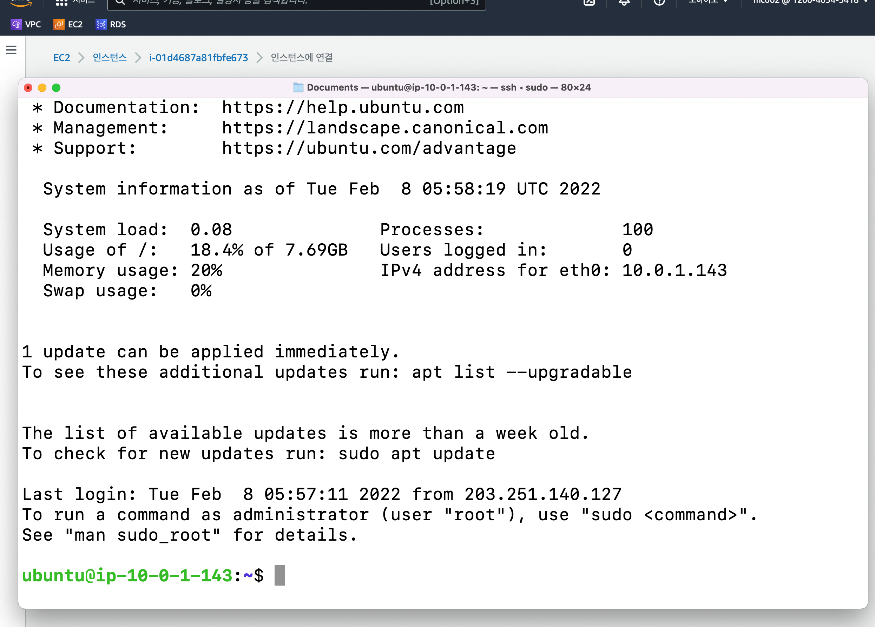 [Option+S]
VPC EC2 RDS
EC2 > 인스턴스 > i-01d4687a81fbfe673 > 인스턴스에 연결
Documents — ubuntu@ip-10-0-1-143: ~ — ssh ◂ sudo — 80×24
* Documentation: https://help.ubuntu.com
* Management: https://landscape.canonical.com
* Support: https://ubuntu.com/advantage
System information as of Tue Feb 8 05:58:19 UTC 2022
System load: 0.08 Processes: 100
Usage of /: 18.4% of 7.69GB Users logged in: 0
Memory usage: 20% IPv4 address for eth0: 10.0.1.143
Swap usage: 0%
1 update can be applied immediately.
To see these additional updates run: apt list --upgradable
The list of available updates is more than a week old.
To check for new updates run: sudo apt update
Last login: Tue Feb 8 05:57:11 2022 from 203.251.140.127
To run a command as administrator (user "root"), use "sudo <command>".
See "man sudo_root" for details.
ubuntu@ip-10-0-1-143:~$